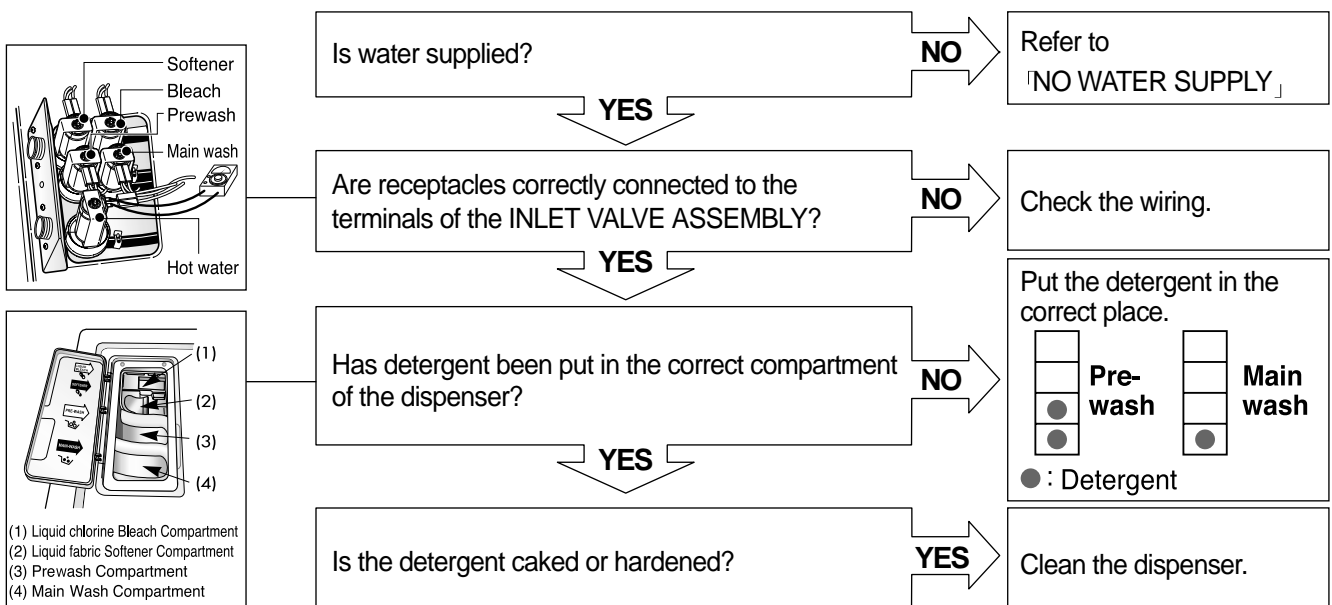 Is water supplied?
NO
Refer to
「NO WATER SUPPLY」
YES
Softener
Bleach
Prewash
Main wash
Hot water
Are receptacles correctly connected to the
terminals of the INLET VALVE ASSEMBLY?
NO
Check the wiring.
YES
(1)
(2)
(3)
(4)
PRE-WASH
MAIN WASH
(1) Liquid chlorine Bleach Compartment
(2) Liquid fabric Softener Compartment
(3) Prewash Compartment
(4) Main Wash Compartment
Has detergent been put in the correct compartment
of the dispenser?
NO
Put the detergent in the
correct place.
Pre-
wash
Main
wash
: Detergent
YES
Is the detergent caked or hardened?
YES
Clean the dispenser.